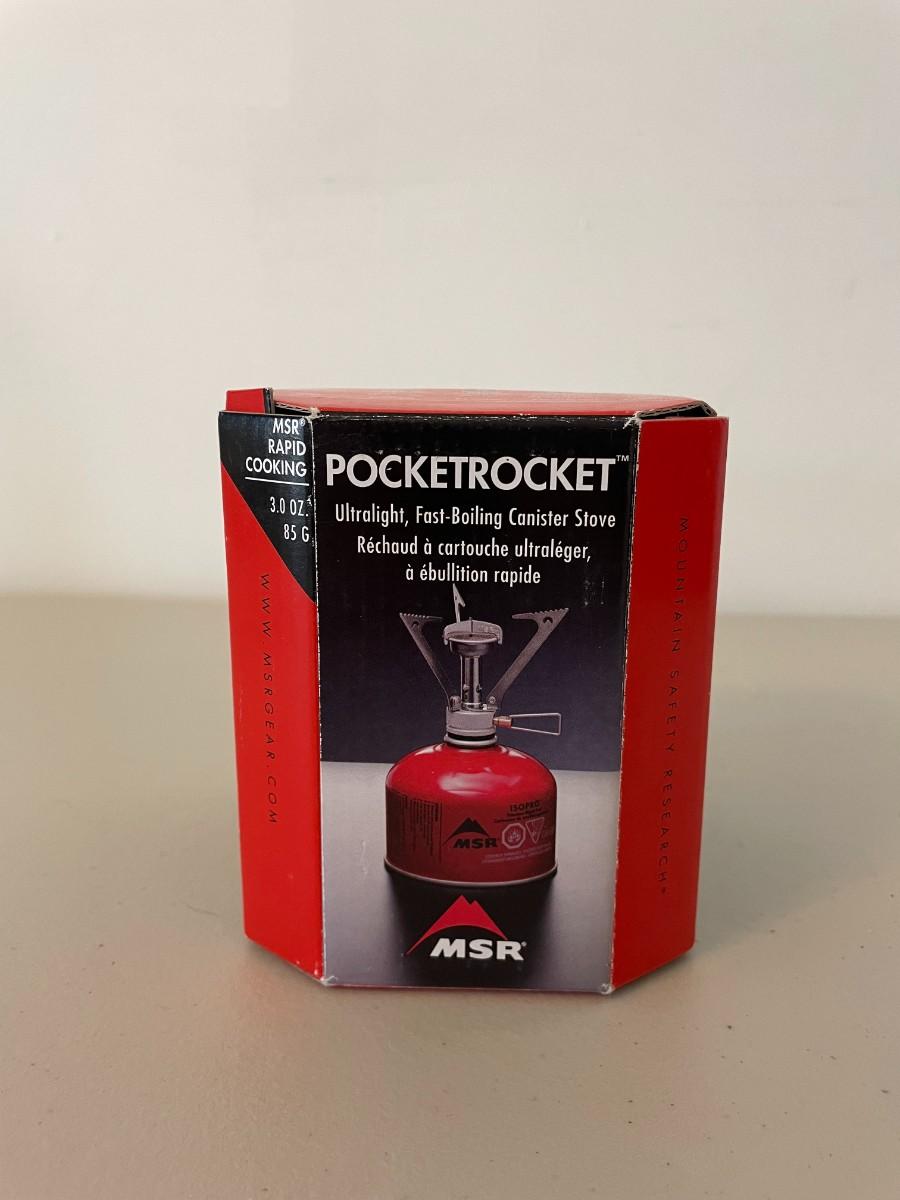 MSR®
RAPID
COOKING
3.0 OZ.
85 G
WWW.MSRGEAR.COM
POCKETROCKET™
Ultralight, Fast-Boiling Canister Stove
Réchaud à cartouche ultraléger,
à ébullition rapide
ISOPRO
MSR
MSR®
MOUNTAIN SAFETY RESEARCH®